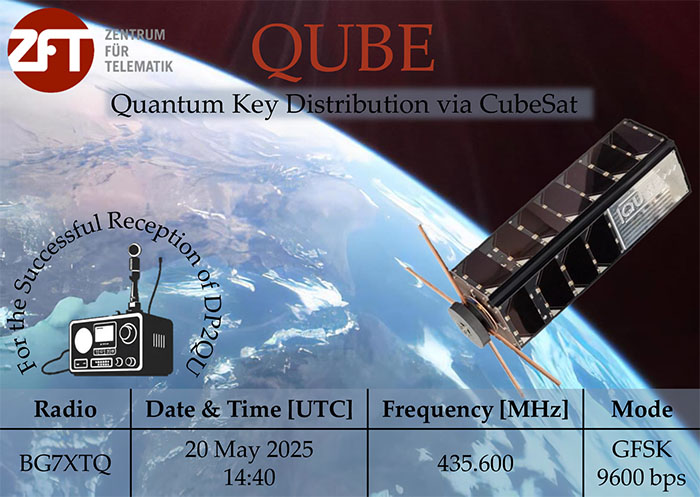 ZFT
ZENTRUM
FÜR
TELEMATIK
QUBE
Quantum Key Distribution via CubeSat
QUBE
For the Successful Reception of DP2QU
Radio
Date & Time [UTC]
Frequency [MHz]
Mode
BG7XTQ
20 May 2025
14:40
435.600
GFSK
9600 bps